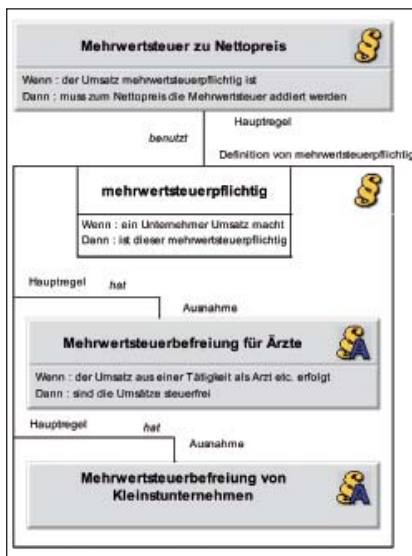 Mehrwertsteuer zu Nettopreis
Wenn : der Umsatz mehrwertsteuerpflichtig ist
Dann : muss zum Nettopreis die Mehrwertsteuer addiert werden
Hauptregel
benutzt
Definition von mehrwertsteuerpflichtig
mehrwertsteuerpflichtig
Wenn : ein Unternehmer Umsatz macht
Dann : ist dieser mehrwertsteuerpflichtig
Hauptregel hat
Ausnahme
Mehrwertsteuerbefreiung für Ärzte
Wenn : der Umsatz aus einer Tätigkeit als Arzt etc. erfolgt
Dann : sind die Umsätze steuerfrei
Hauptregel hat
Ausnahme
Mehrwertsteuerbefreiung von
Kleinstunternehmen